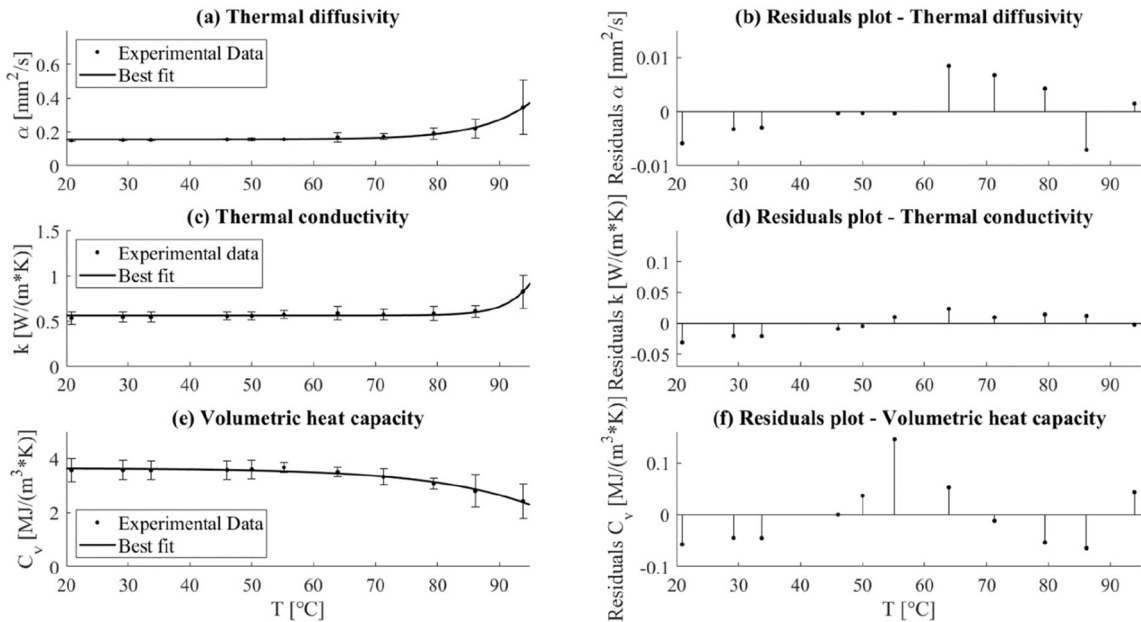 (a) Thermal diffusivity
α [mm²/s]
0.6
0.4
0.2
0
Experimental Data
Best fit
20 30 40 50 60 70 80 90
(b) Residuals plot - Thermal diffusivity
Residuals α [mm²/s]
0.01
0
-0.01
20 30 40 50 60 70 80 90
(c) Thermal conductivity
k [W/(m*K)]
1.5
1
0.5
0
Experimental data
Best fit
20 30 40 50 60 70 80 90
(d) Residuals plot - Thermal conductivity
Residuals k [W/(m*K)]
0.1
0.05
0
-0.05
20 30 40 50 60 70 80 90
(e) Volumetric heat capacity
C_v [MJ/(m³*K)]
4
2
0
Experimental Data
Best fit
20 30 40 50 60 70 80 90
T [°C]
(f) Residuals plot - Volumetric heat capacity
Residuals C_v [MJ/(m³*K)]
0.1
0
-0.1
20 30 40 50 60 70 80 90
T [°C]